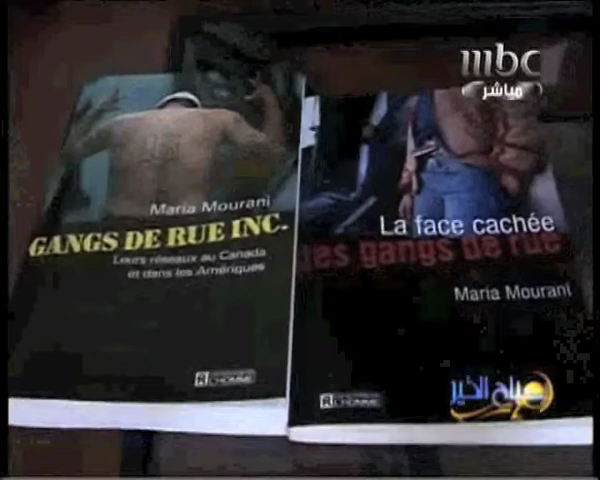 mbc
مباشر
Maria Mourani
GANGS DE RUE INC.
Leurs réseaux au Canada
et dans les Amériques
L'HOMME
La face cachée
des gangs de rue
Maria Mourani
L'HOMME
صباح الخير